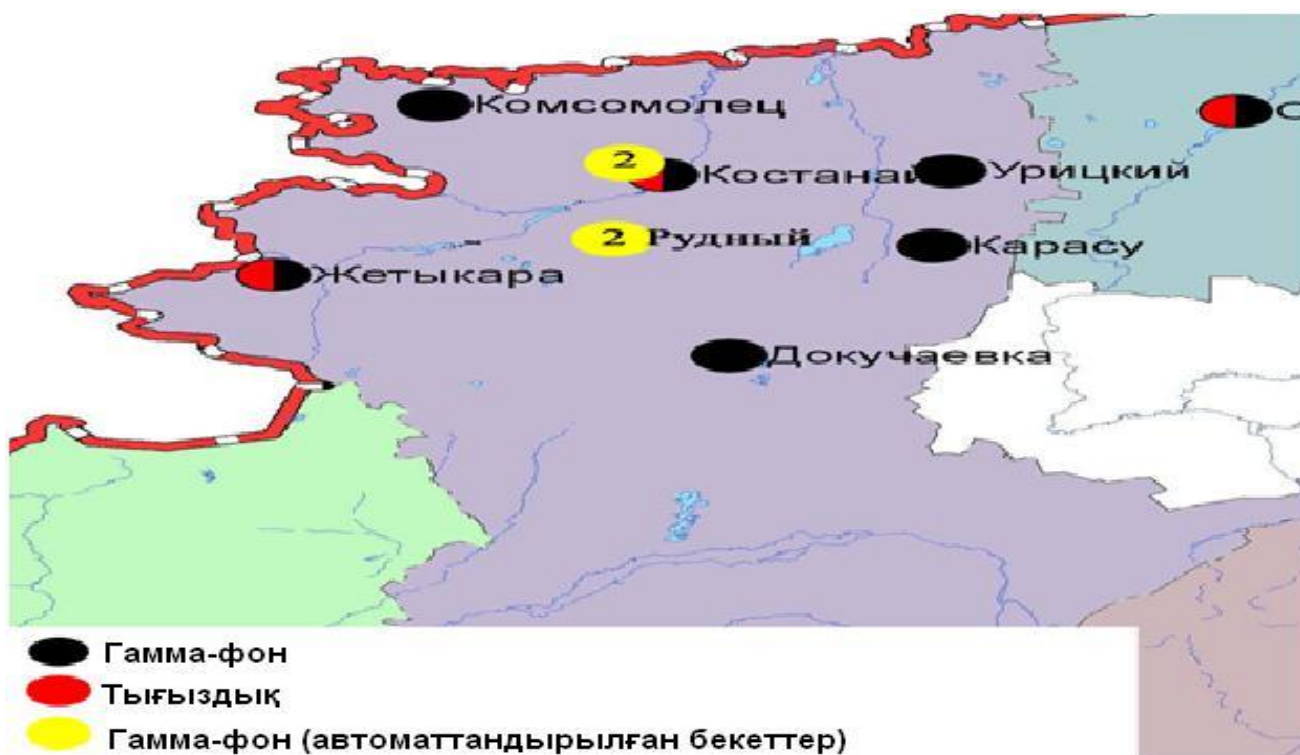 Комсомолец
2
Костанай
Урицкий
2 Рудный
Карасу
Жетыкара
Докучаевка
Гамма-фон
Тығыздық
Гамма-фон (автоматтандырылған бекеттер)